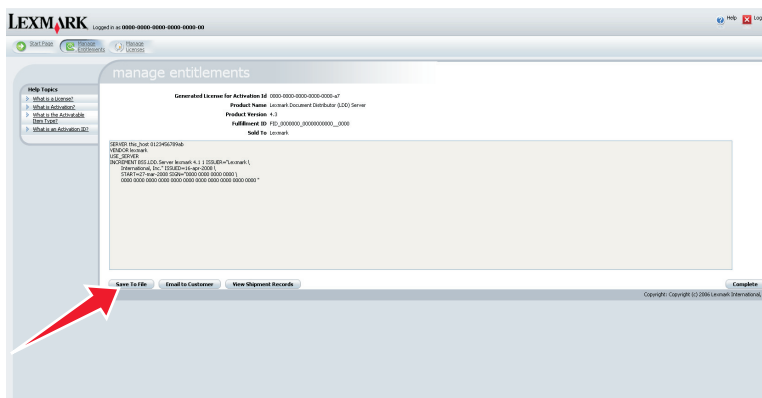 LEXMARK Logged in as 0000-0000-0000-0000-0000-00
Help Log
Start Page Manage Entitlements Manage Licenses
manage entitlements
Help Topics
What is a License?
What is Activation?
What is the Activatable
Item Type?
What is an Activation ID?
Generated License for Activation Id 0000-0000-0000-0000-0000-a7
Product Name Lexmark Document Distributor (LDD) Server
Product Version 4.3
Fulfillment ID FID_0000000_00000000000__0000
Sold To Lexmark
SERVER this_host 0123456789ab
VENDOR lexmark
USE_SERVER
INCREMENT BSS.LDD.Server lexmark 4.1 1 ISSUER="Lexmark \
International, Inc." ISSUED=16-apr-2008 \
START=27-mar-2008 SIGN="0000 0000 0000 0000 \
0000 0000 0000 0000 0000 0000 0000 0000 0000 0000 0000 "
Save To File Email to Customer View Shipment Records Complete
Copyright: Copyright (c) 2006 Lexmark International,